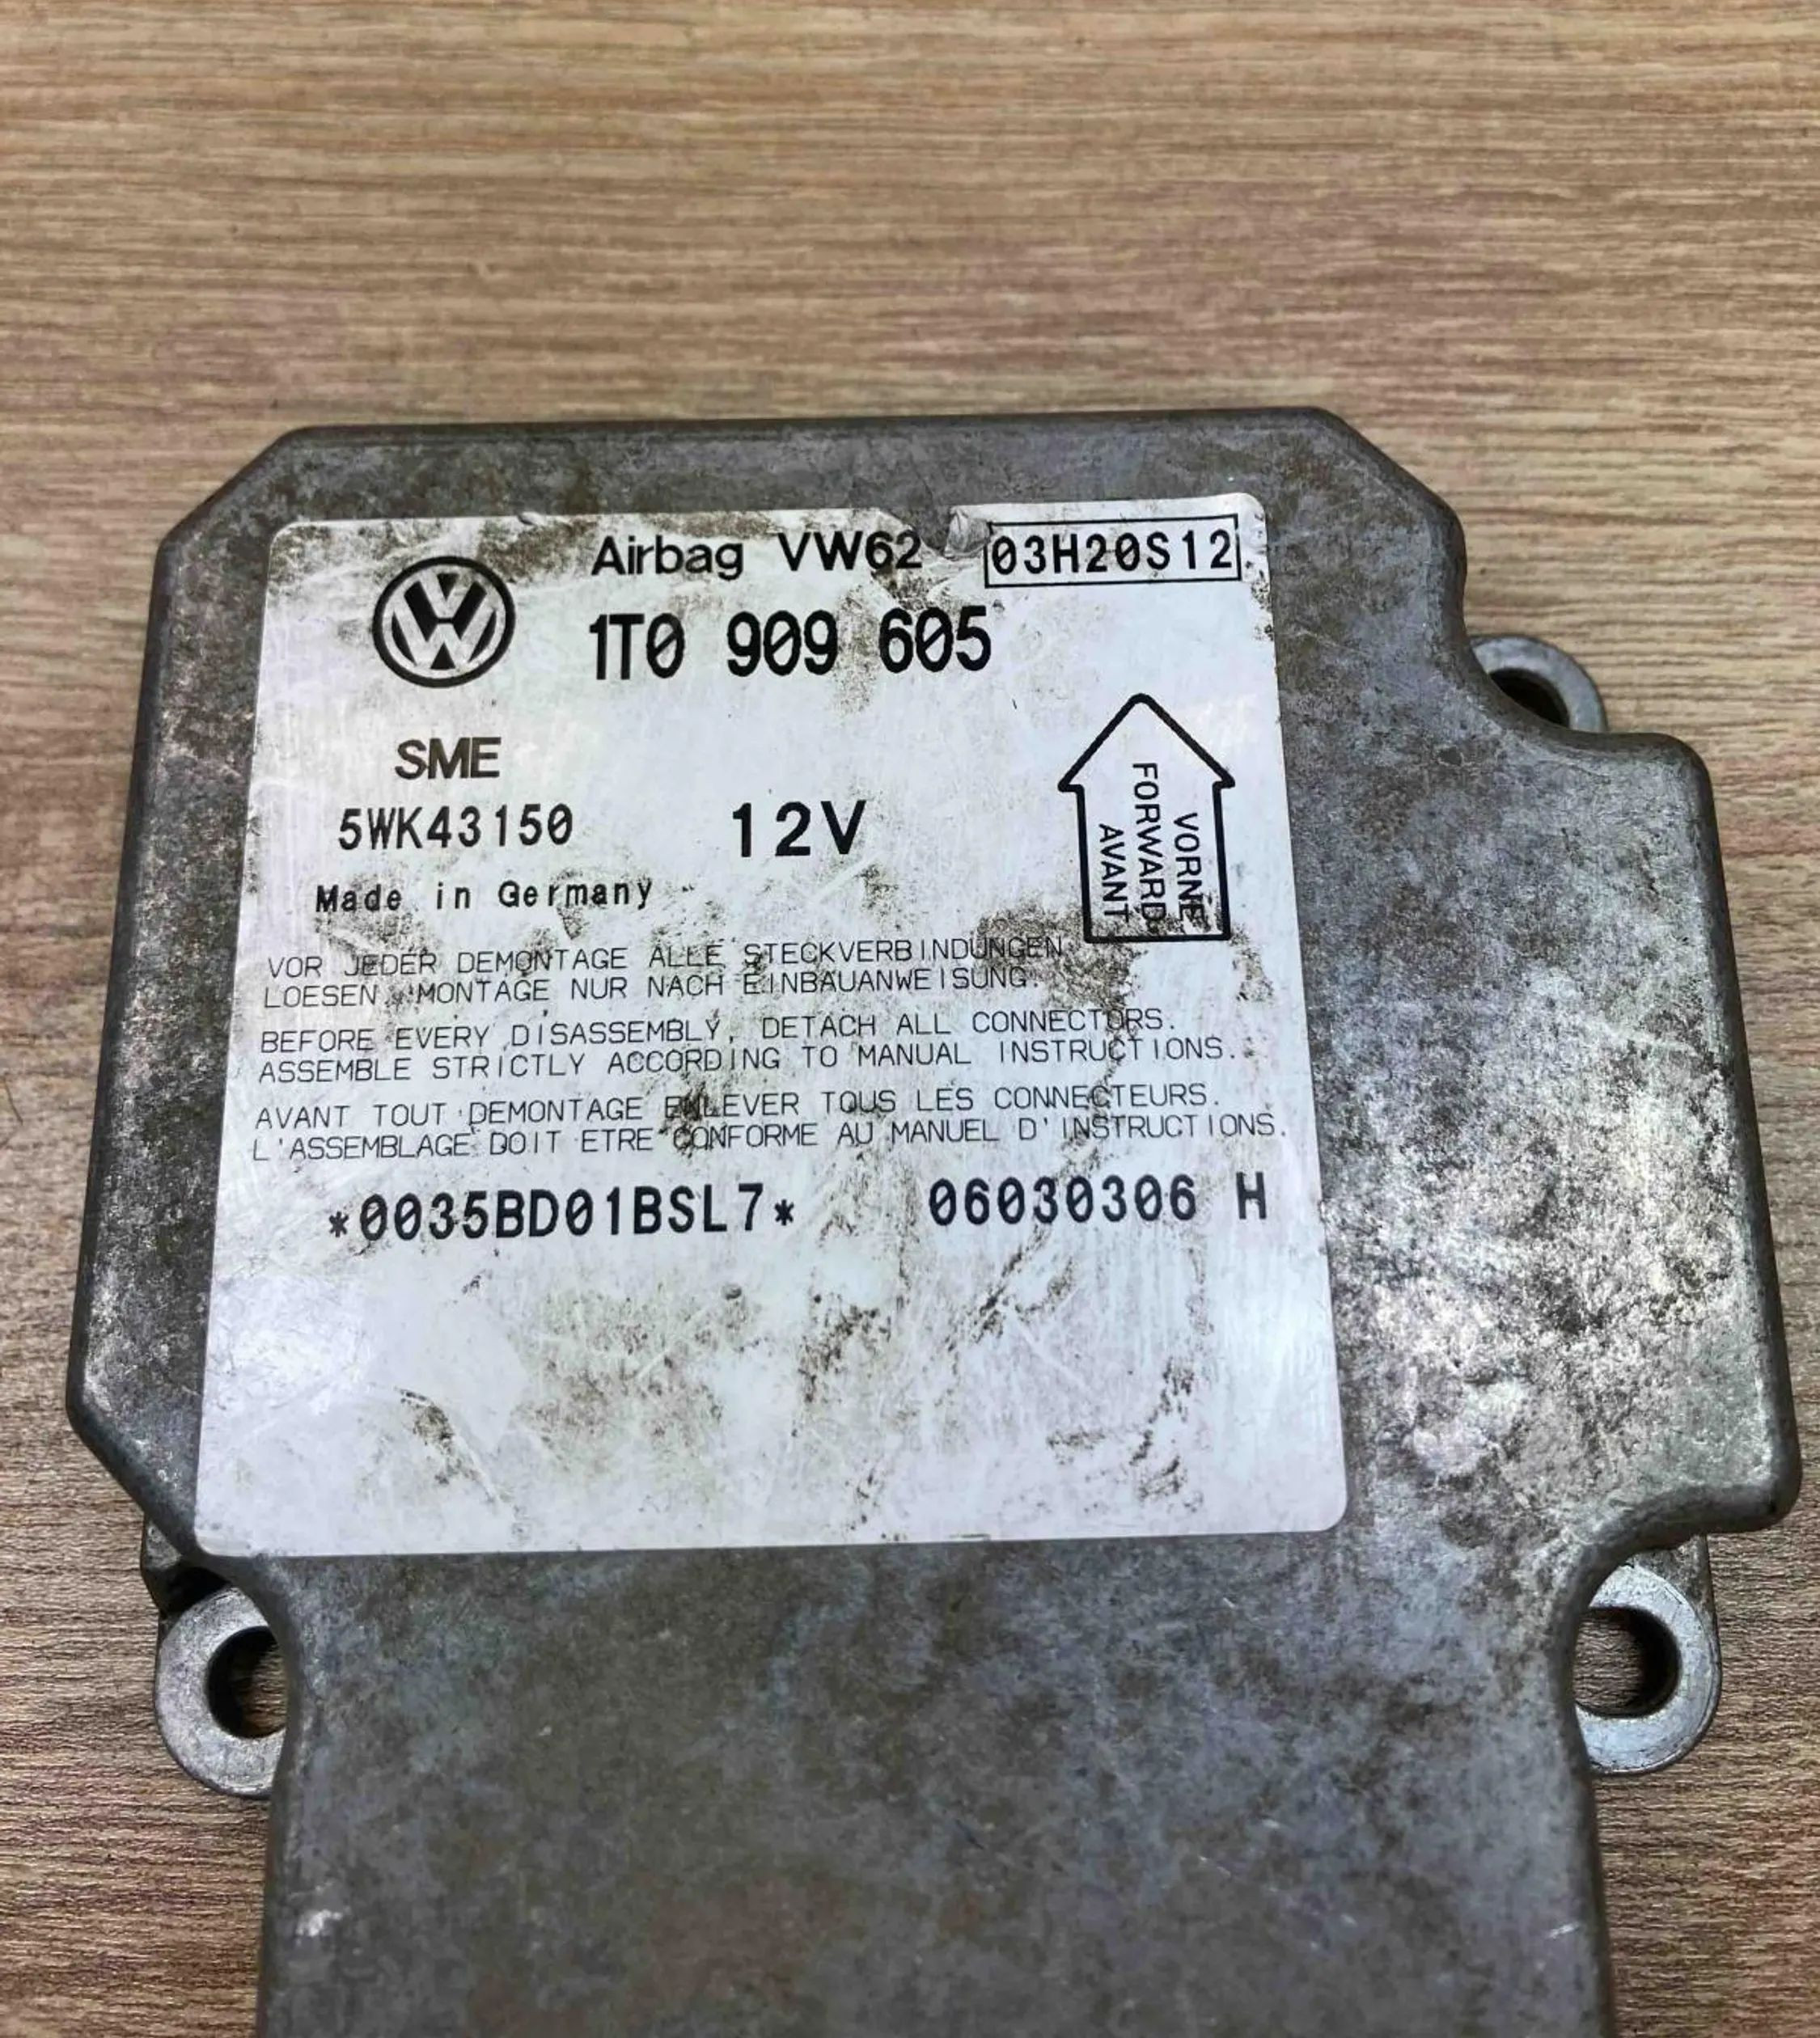 Airbag VW62 03H20S12
1T0 909 605
SME
5WK43150 12V
Made in Germany
VORNE
FORWARD
AVANT
VOR JEDER DEMONTAGE ALLE STECKVERBINDUNGEN
LOESEN. MONTAGE NUR NACH EINBAUANWEISUNG.
BEFORE EVERY DISASSEMBLY, DETACH ALL CONNECTORS.
ASSEMBLE STRICTLY ACCORDING TO MANUAL INSTRUCTIONS.
AVANT TOUT DEMONTAGE ENLEVER TOUS LES CONNECTEURS.
L'ASSEMBLAGE DOIT ETRE CONFORME AU MANUEL D'INSTRUCTIONS.
*0035BD01BSL7* 06030306 H